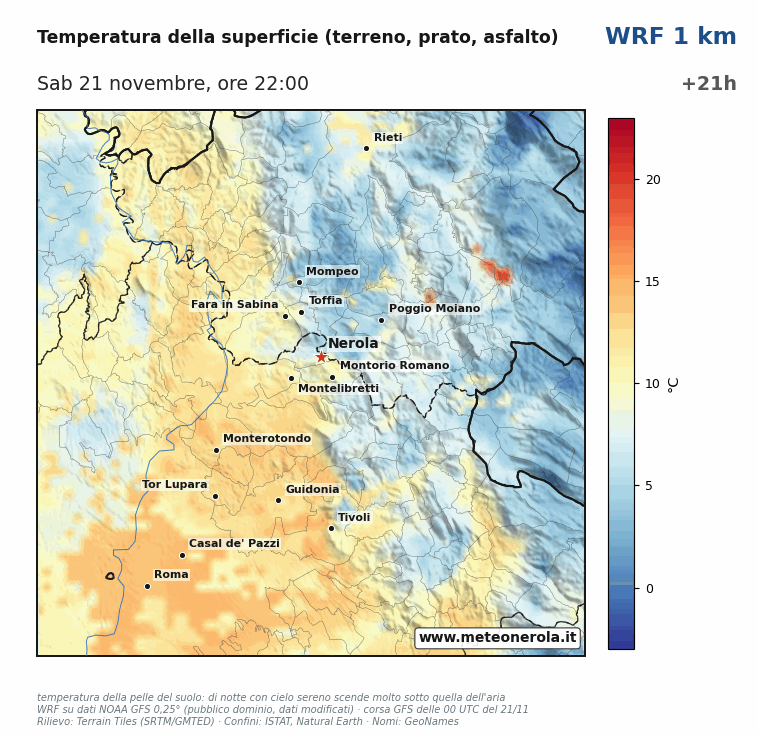 Temperatura della superficie (terreno, prato, asfalto)
WRF 1 km
Sab 21 novembre, ore 22:00
+21h
Rieti
Mompeo
Fara in Sabina
Toffia
Poggio Moiano
Nerola
Montorio Romano
Montelibretti
Monterotondo
Tor Lupara
Guidonia
Tivoli
Casal de' Pazzi
Roma
www.meteonerola.it
20
15
10
5
0
°C
temperatura della pelle del suolo: di notte con cielo sereno scende molto sotto quella dell'aria
WRF su dati NOAA GFS 0,25° (pubblico dominio, dati modificati) · corsa GFS delle 00 UTC del 21/11
Rilievo: Terrain Tiles (SRTM/GMTED) · Confini: ISTAT, Natural Earth · Nomi: GeoNames